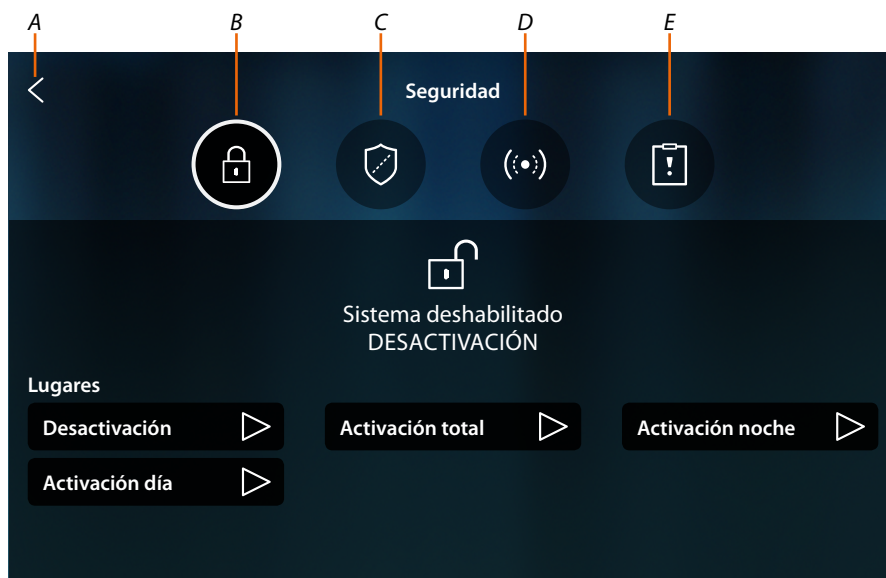 A B C D E
Seguridad
Sistema deshabilitado
DESACTIVACIÓN
Lugares
Desactivación
Activación total
Activación noche
Activación día